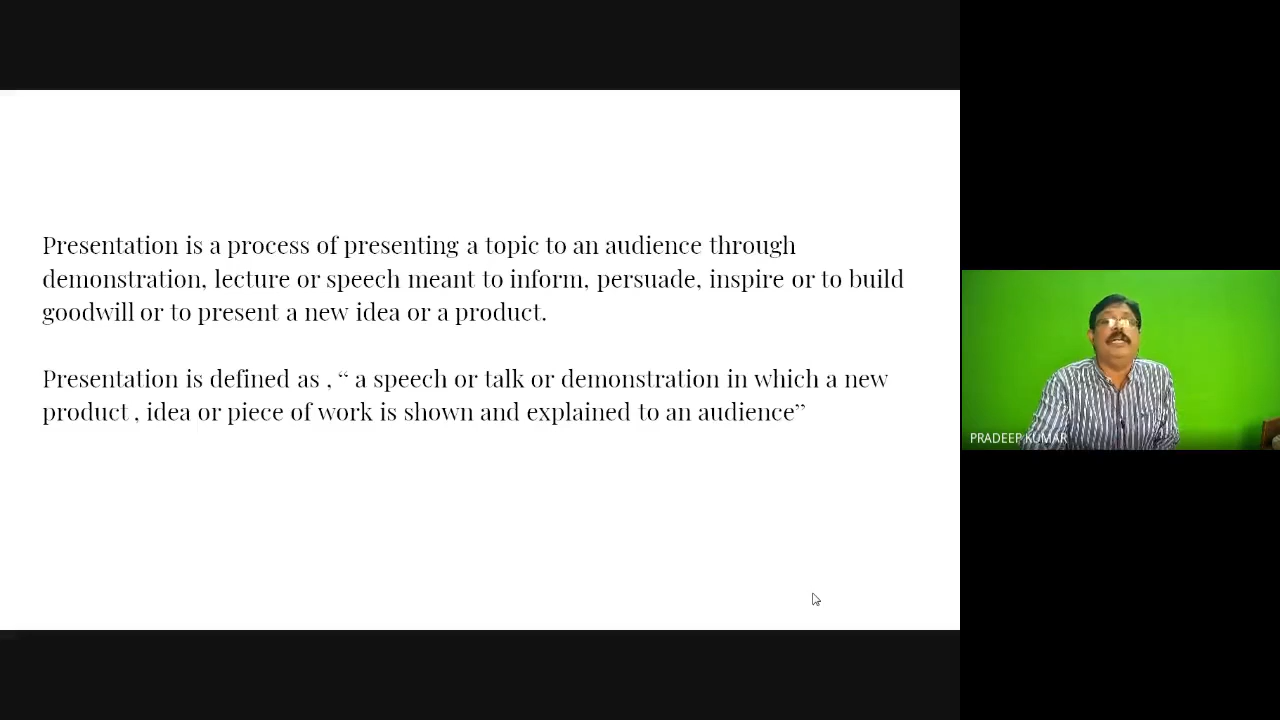 Presentation is a process of presenting a topic to an audience through
demonstration, lecture or speech meant to inform, persuade, inspire or to build
goodwill or to present a new idea or a product.
Presentation is defined as , “ a speech or talk or demonstration in which a new
product , idea or piece of work is shown and explained to an audience”
PRADEEP KUMAR